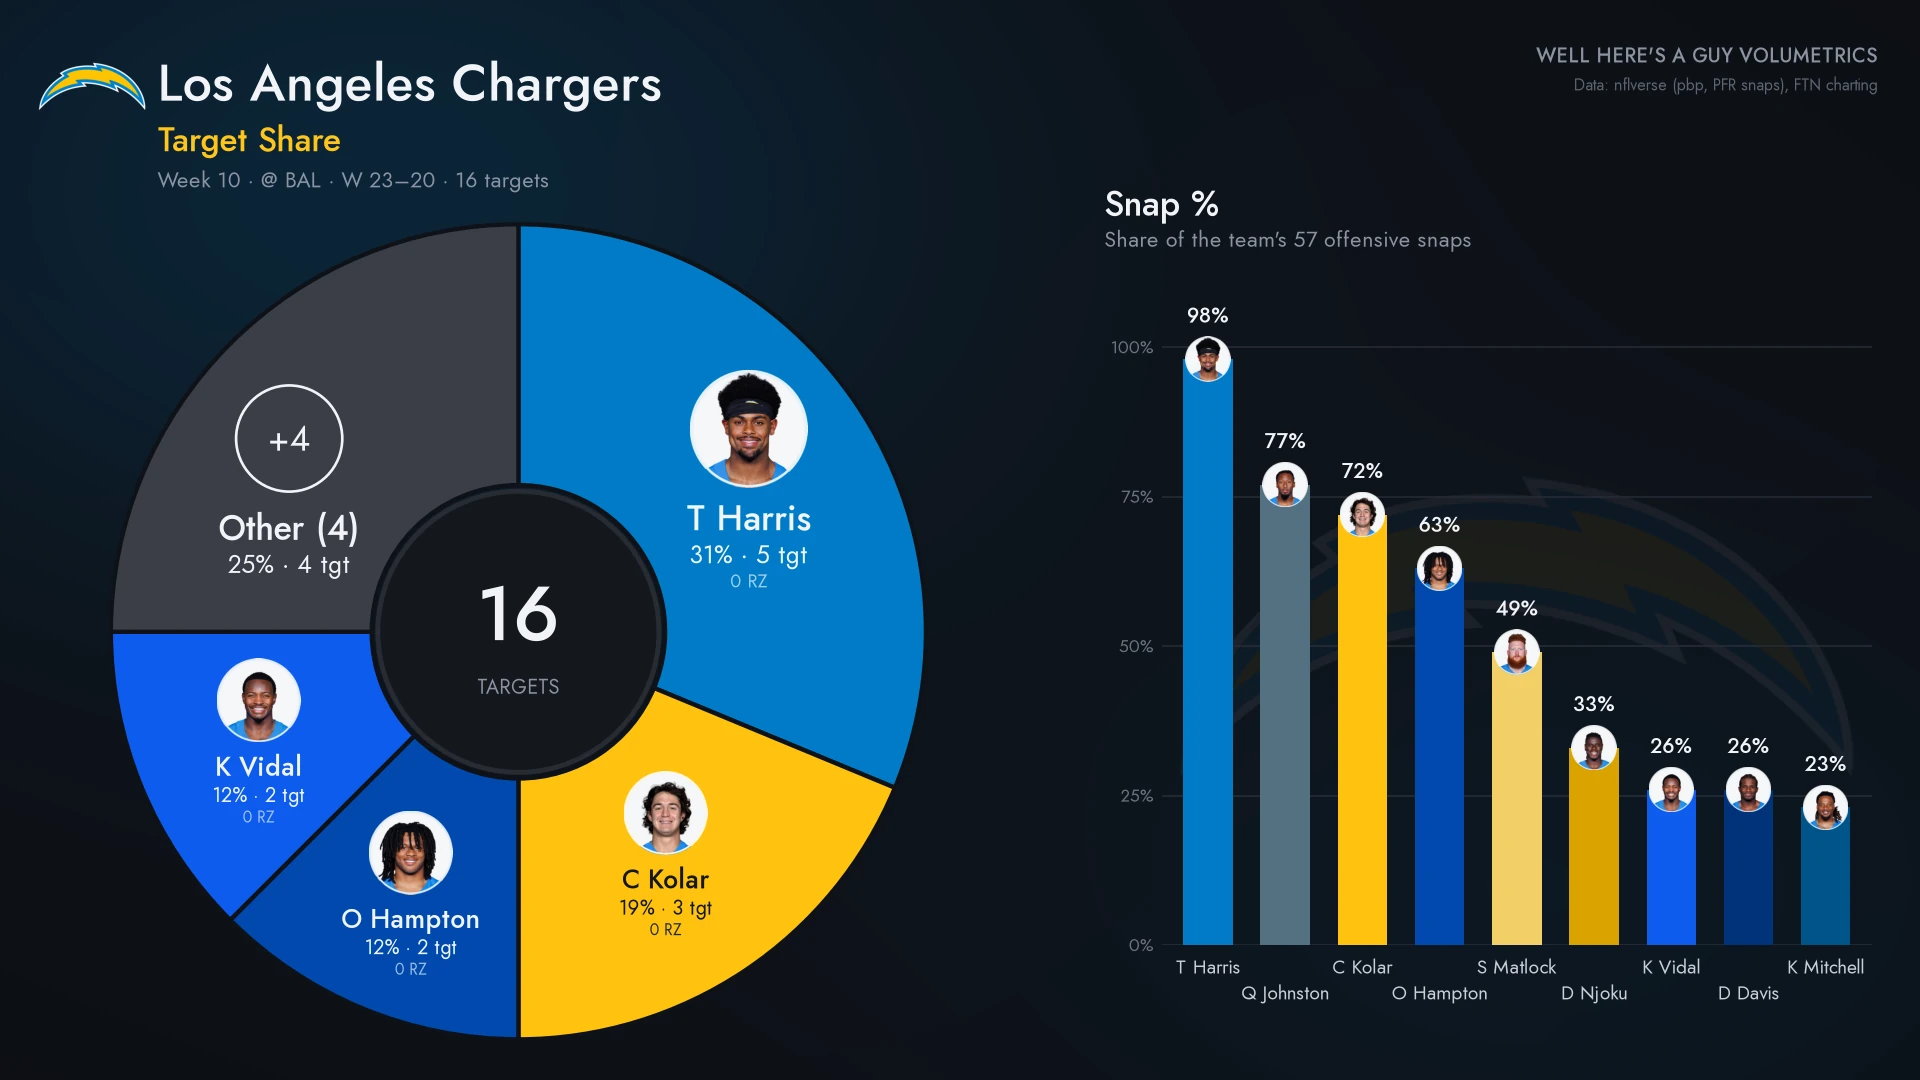 Los Angeles Chargers
Target Share
Week 10 · @ BAL · W 23–20 · 16 targets
WELL HERE'S A GUY VOLUMETRICS
Data: nflverse (pbp, PFR snaps), FTN charting
T Harris
31% · 5 tgt
0 RZ
C Kolar
19% · 3 tgt
0 RZ
O Hampton
12% · 2 tgt
0 RZ
K Vidal
12% · 2 tgt
0 RZ
+4
Other (4)
25% · 4 tgt
16
TARGETS
Snap %
Share of the team's 57 offensive snaps
100%
75%
50%
25%
0%
98%
77%
72%
63%
49%
33%
26%
26%
23%
T Harris
Q Johnston
C Kolar
O Hampton
S Matlock
D Njoku
K Vidal
D Davis
K Mitchell